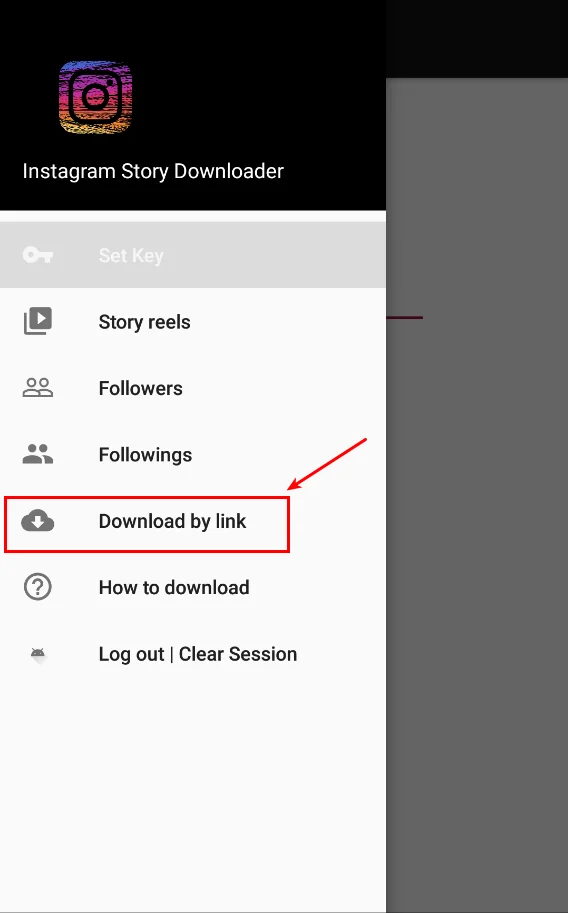 Instagram Story Downloader
Set Key
Story reels
Followers
Followings
Download by link
How to download
Log out | Clear Session